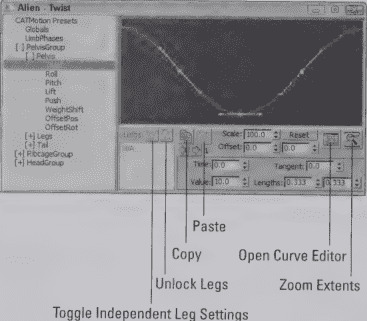 Alien - Twist
CATMotion Presets
Globals
LimbPhases
[ ] PelvisGroup
[ ] Pelvis
Roll
Pitch
Lift
Push
WeightShift
OffsetPos
OffsetRot
[+] Legs
[+] Tail
[+] RibcageGroup
[+] HeadGroup
Scale: 100.0 Reset
Offset: 0.0 0.0
Time: 0.0 Tangent: 0.0
Value: 10.0 Lengths: 0.333 0.333
Paste
Copy Open Curve Editor
Unlock Legs Zoom Extents
Toggle Independent Leg Settings